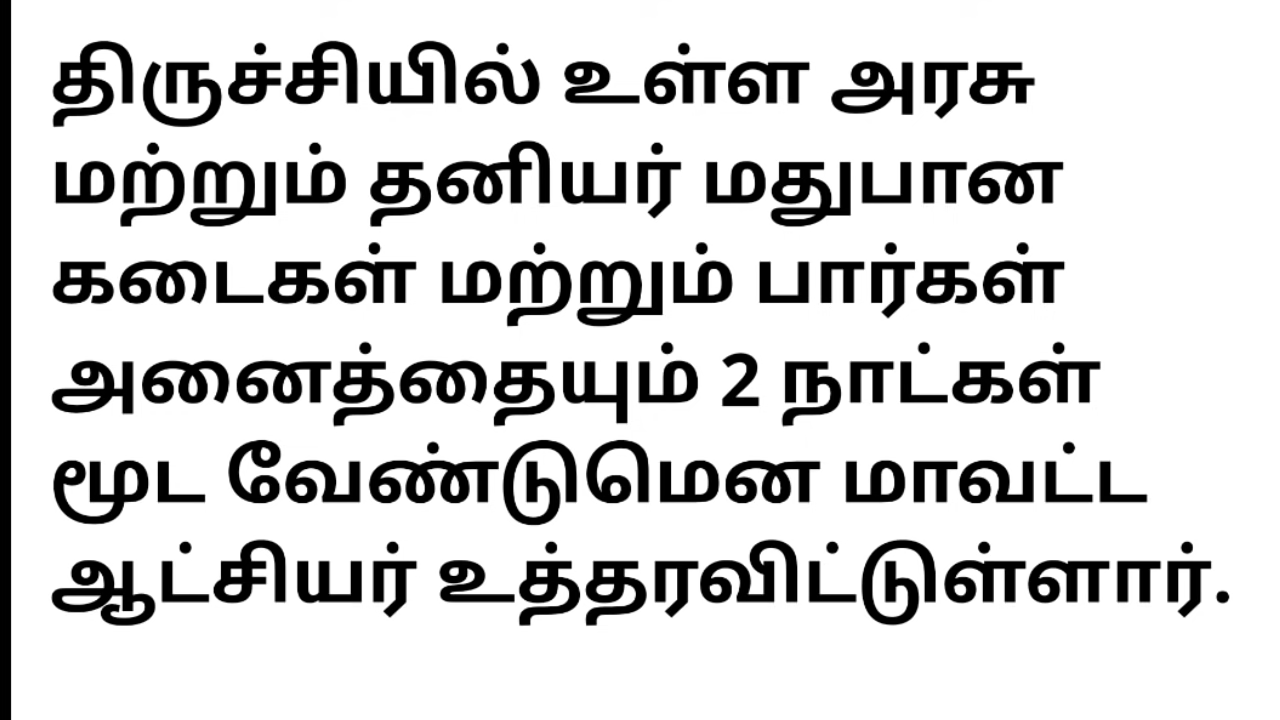 திருச்சியில் உள்ள அரசு
மற்றும் தனியர் மதுபான
கடைகள் மற்றும் பார்கள்
அனைத்தையும் 2 நாட்கள்
மூட வேண்டுமென மாவட்ட
ஆட்சியர் உத்தரவிட்டுள்ளார்.